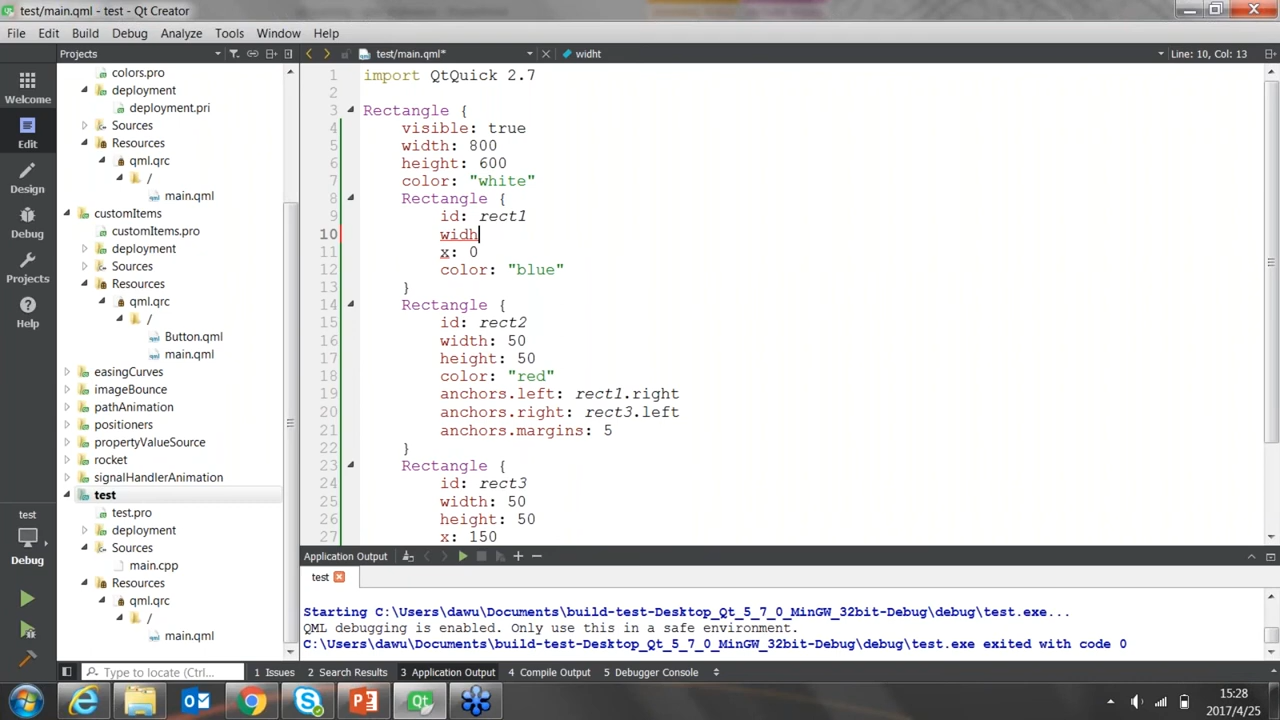 test/main.qml - test - Qt Creator
File Edit Build Debug Analyze Tools Window Help
Projects
test/main.qml*
widht
Line: 10, Col: 13
Welcome
Edit
Design
Debug
Projects
Help
test
Debug
colors.pro
deployment
deployment.pri
Sources
Resources
qml.qrc
/
main.qml
customItems
customItems.pro
deployment
Sources
Resources
qml.qrc
/
Button.qml
main.qml
easingCurves
imageBounce
pathAnimation
positioners
propertyValueSource
rocket
signalHandlerAnimation
test
test.pro
deployment
Sources
main.cpp
Resources
qml.qrc
/
main.qml
1 import QtQuick 2.7
2
3 Rectangle {
4 visible: true
5 width: 800
6 height: 600
7 color: "white"
8 Rectangle {
9 id: rect1
10 widh
11 x: 0
12 color: "blue"
13 }
14 Rectangle {
15 id: rect2
16 width: 50
17 height: 50
18 color: "red"
19 anchors.left: rect1.right
20 anchors.right: rect3.left
21 anchors.margins: 5
22 }
23 Rectangle {
24 id: rect3
25 width: 50
26 height: 50
27 x: 150
Application Output
test
Starting C:\Users\dawu\Documents\build-test-Desktop_Qt_5_7_0_MinGW_32bit-Debug\debug\test.exe...
QML debugging is enabled. Only use this in a safe environment.
C:\Users\dawu\Documents\build-test-Desktop_Qt_5_7_0_MinGW_32bit-Debug\debug\test.exe exited with code 0
Type to locate (Ctrl...
1 Issues 2 Search Results 3 Application Output 4 Compile Output 5 Debugger Console
15:28
2017/4/25